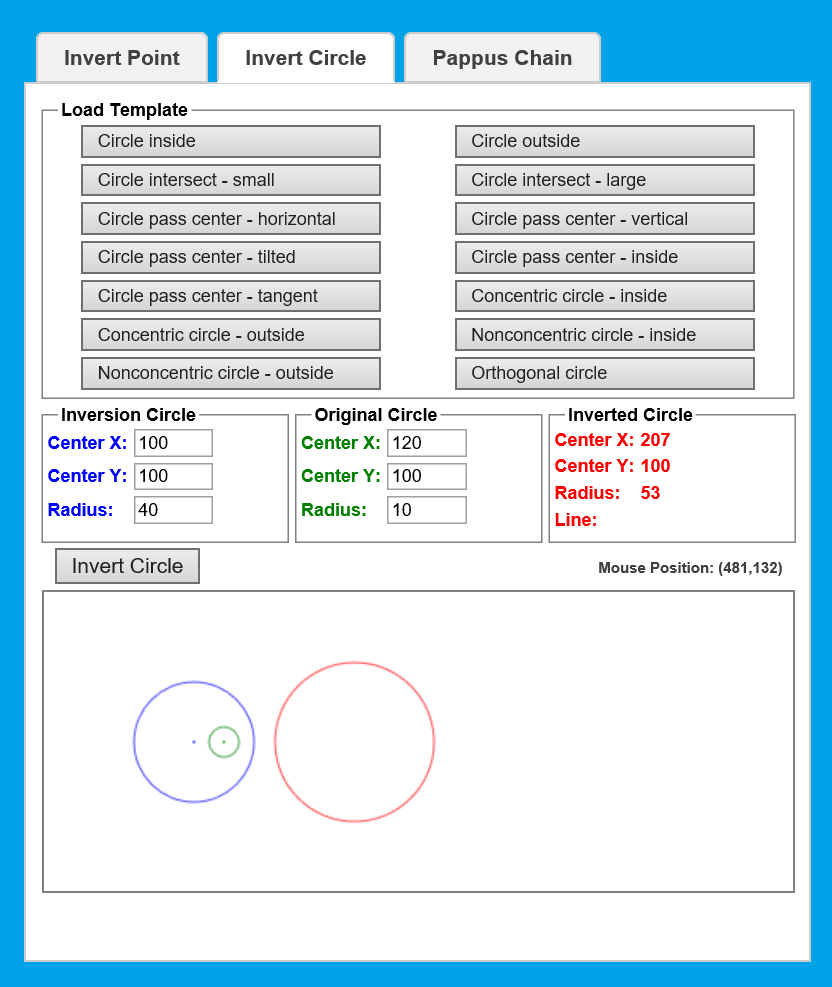 Invert Point Invert Circle Pappus Chain
Load Template
Circle inside Circle outside
Circle intersect - small Circle intersect - large
Circle pass center - horizontal Circle pass center - vertical
Circle pass center - tilted Circle pass center - inside
Circle pass center - tangent Concentric circle - inside
Concentric circle - outside Nonconcentric circle - inside
Nonconcentric circle - outside Orthogonal circle
Inversion Circle
Center X: 100
Center Y: 100
Radius: 40
Original Circle
Center X: 120
Center Y: 100
Radius: 10
Inverted Circle
Center X: 207
Center Y: 100
Radius: 53
Line:
Invert Circle
Mouse Position: (481,132)